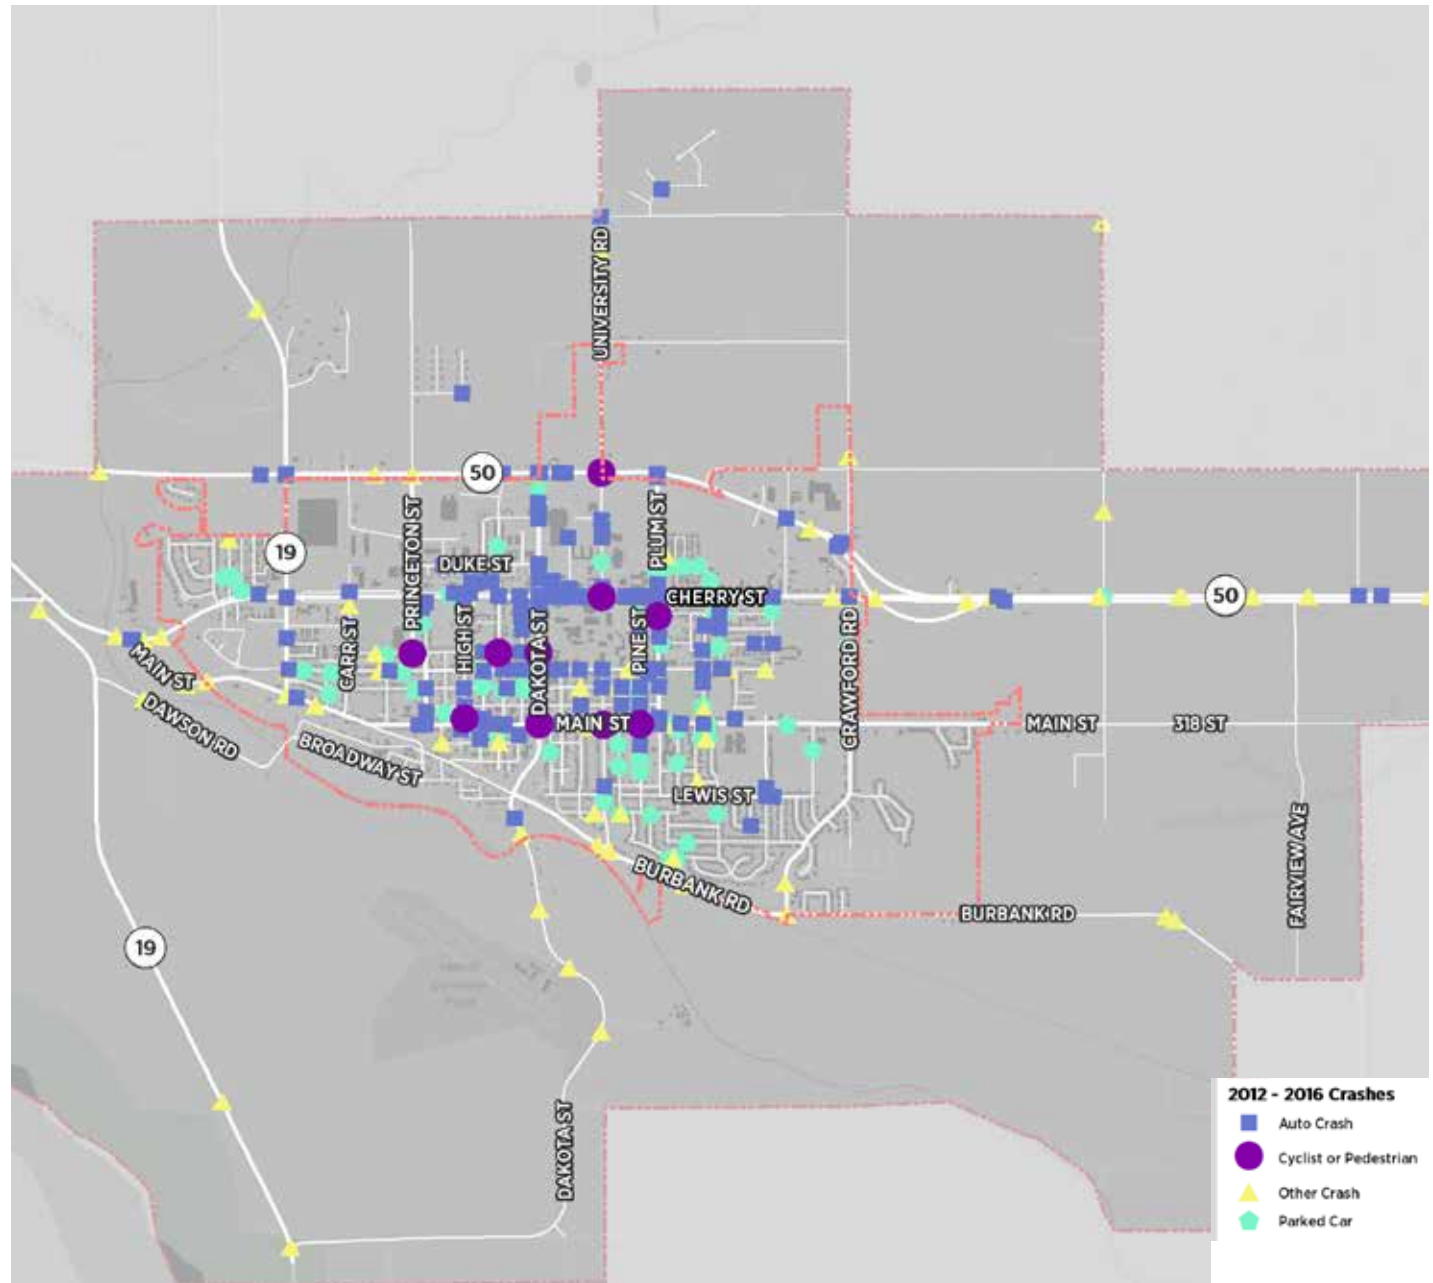 UNIVERSITY RD
50
PRINCETON ST
PLUM ST
19
DUKE ST
CHERRY ST
50
CARR ST
HIGH ST
DAKOTA ST
PINE ST
CRAWFORD RD
MAIN ST
DAWSON RD
MAIN ST
MAIN ST
318 ST
BROADWAY ST
LEWIS ST
FAIRVIEW AVE
BURBANK RD
BURBANK RD
19
DAKOTA ST
2012 - 2016 Crashes
Auto Crash
Cyclist or Pedestrian
Other Crash
Parked Car